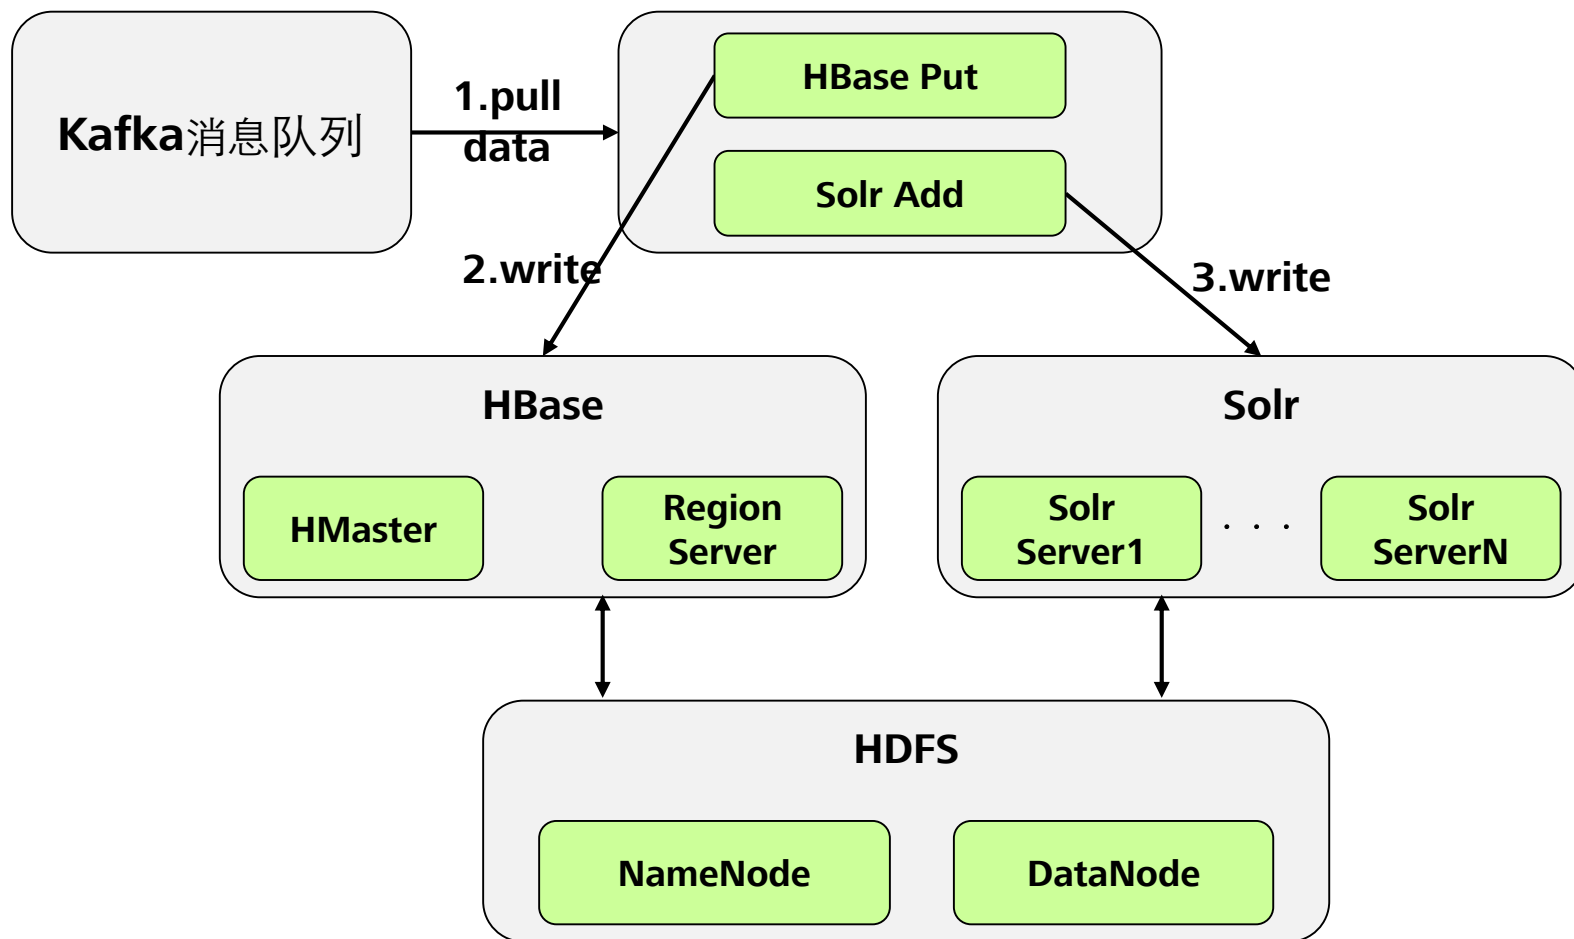 Kafka消息队列
1.pull
data
HBase Put
Solr Add
2.write
3.write
HBase
HMaster
Region
Server
Solr
Solr
Server1
. . .
Solr
ServerN
HDFS
NameNode
DataNode